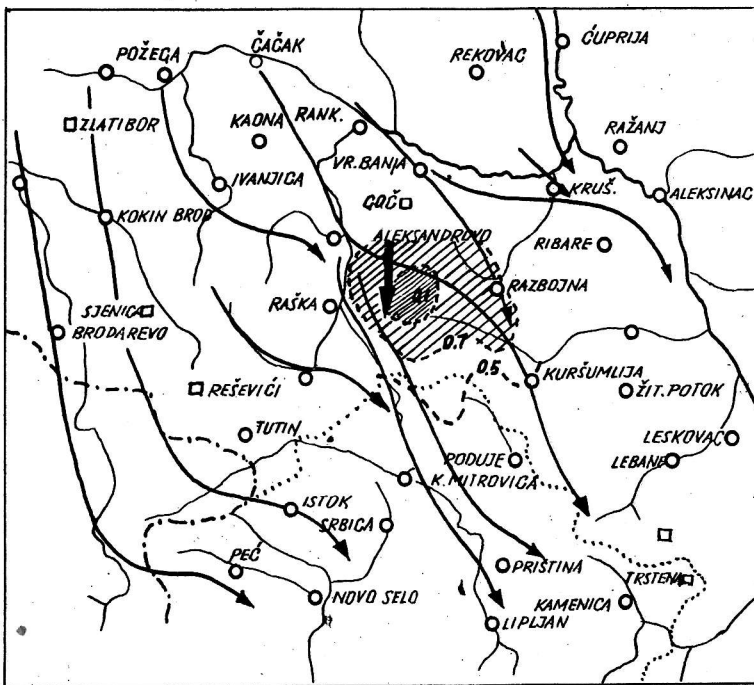 ĆUPRIJA
POŽEGA
ČAČAK
REKOVAC
ZLATIBOR
RANK.
KAONA
RAŽANJ
VR. BANJA
IVANJICA
KRUŠ.
ALEKSINAC
GOČ
KOKIN BROD
ALEKSANDROVO
RIBARE
RAZBOJNA
SJENICA
RAŠKA
BRODAREVO
0.7
0.5
KURŠUMLIJA
REŠEVIĆI
ŽIT. POTOK
TUTIN
LESKOVAC
PODUJE
LEBANE
K. MITROVICA
ISTOK
SRBICA
PEĆ
PRIŠTINA
TRSTENA
NOVO SELO
KAMENICA
LIPLJAN